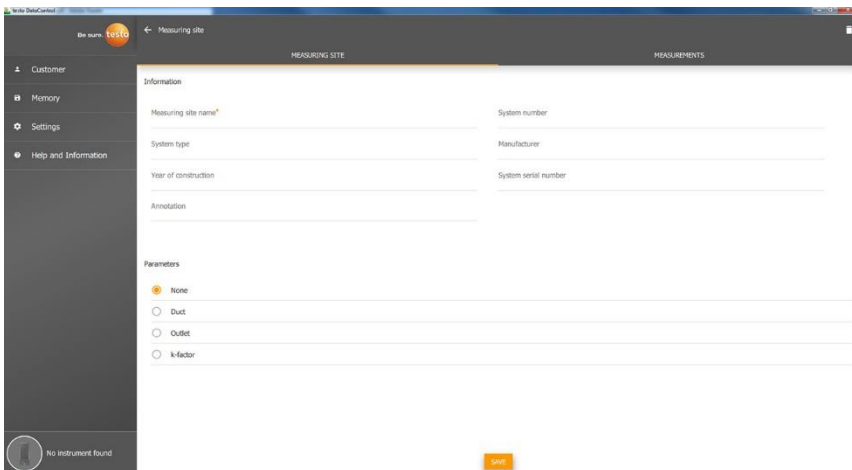 testo DataControl
Be sure. testo
Measuring site
MEASURING SITE
MEASUREMENTS
Customer
Memory
Settings
Help and Information
Information
Measuring site name*
System number
System type
Manufacturer
Year of construction
System serial number
Annotation
Parameters
None
Duct
Outlet
k-factor
No instrument found
SAVE